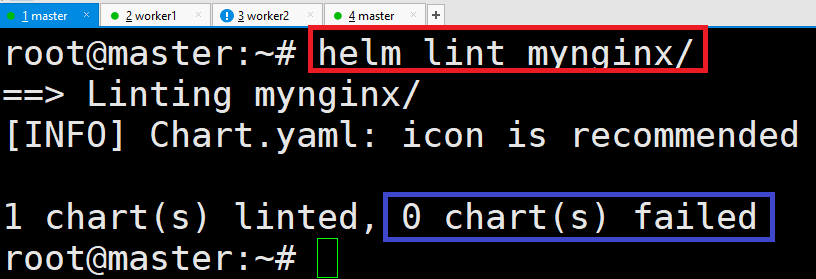 1 master × 2 worker1 × 3 worker2 × 4 master × +
root@master:~# helm lint mynginx/
==> Linting mynginx/
[INFO] Chart.yaml: icon is recommended
1 chart(s) linted, 0 chart(s) failed
root@master:~#